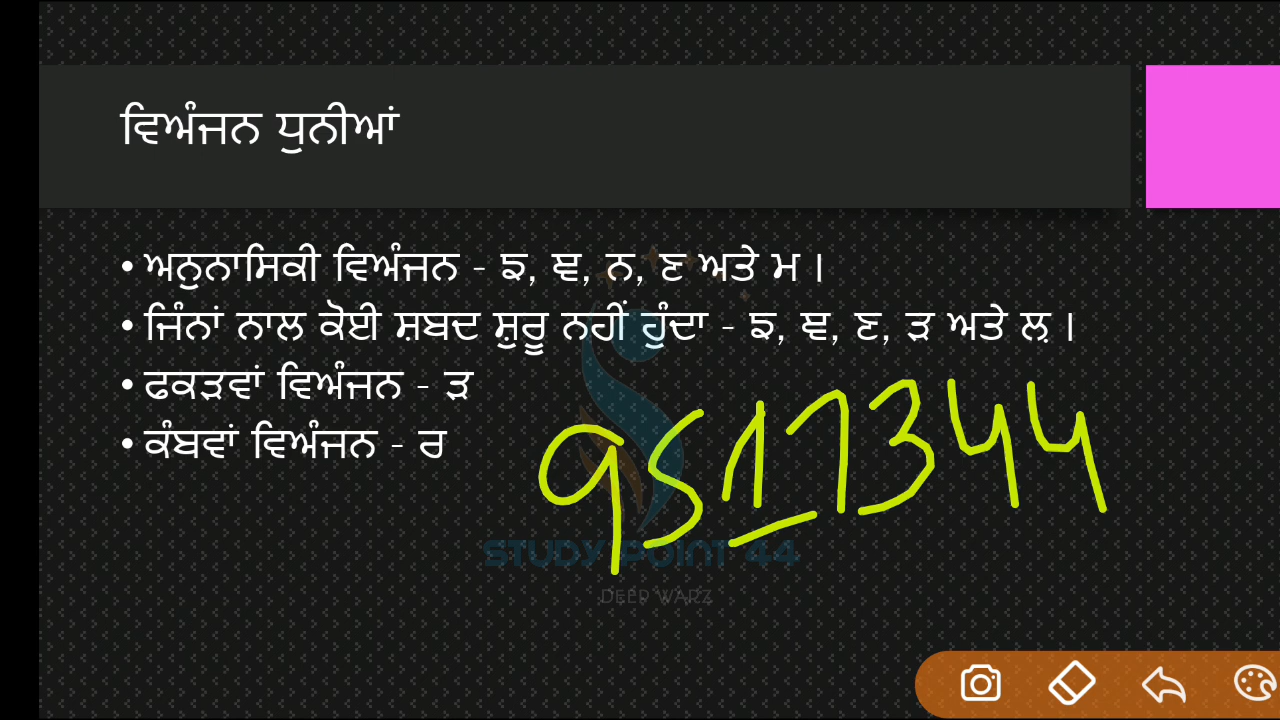 ਵਿਅੰਜਨ ਧੁਨੀਆਂ
• ਅਨੁਨਾਸਿਕੀ ਵਿਅੰਜਨ - ਙ, ਞ, ਨ, ਣ ਅਤੇ ਮ ।
• ਜਿੰਨਾਂ ਨਾਲ ਕੋਈ ਸ਼ਬਦ ਸ਼ੁਰੂ ਨਹੀਂ ਹੁੰਦਾ - ਙ, ਞ, ਣ, ੜ ਅਤੇ ਲ਼ ।
• ਫਕੜਵਾਂ ਵਿਅੰਜਨ - ੜ
• ਕੰਬਵਾਂ ਵਿਅੰਜਨ - ਰ
9517344
STUDY POINT 44
DEEP WARZ